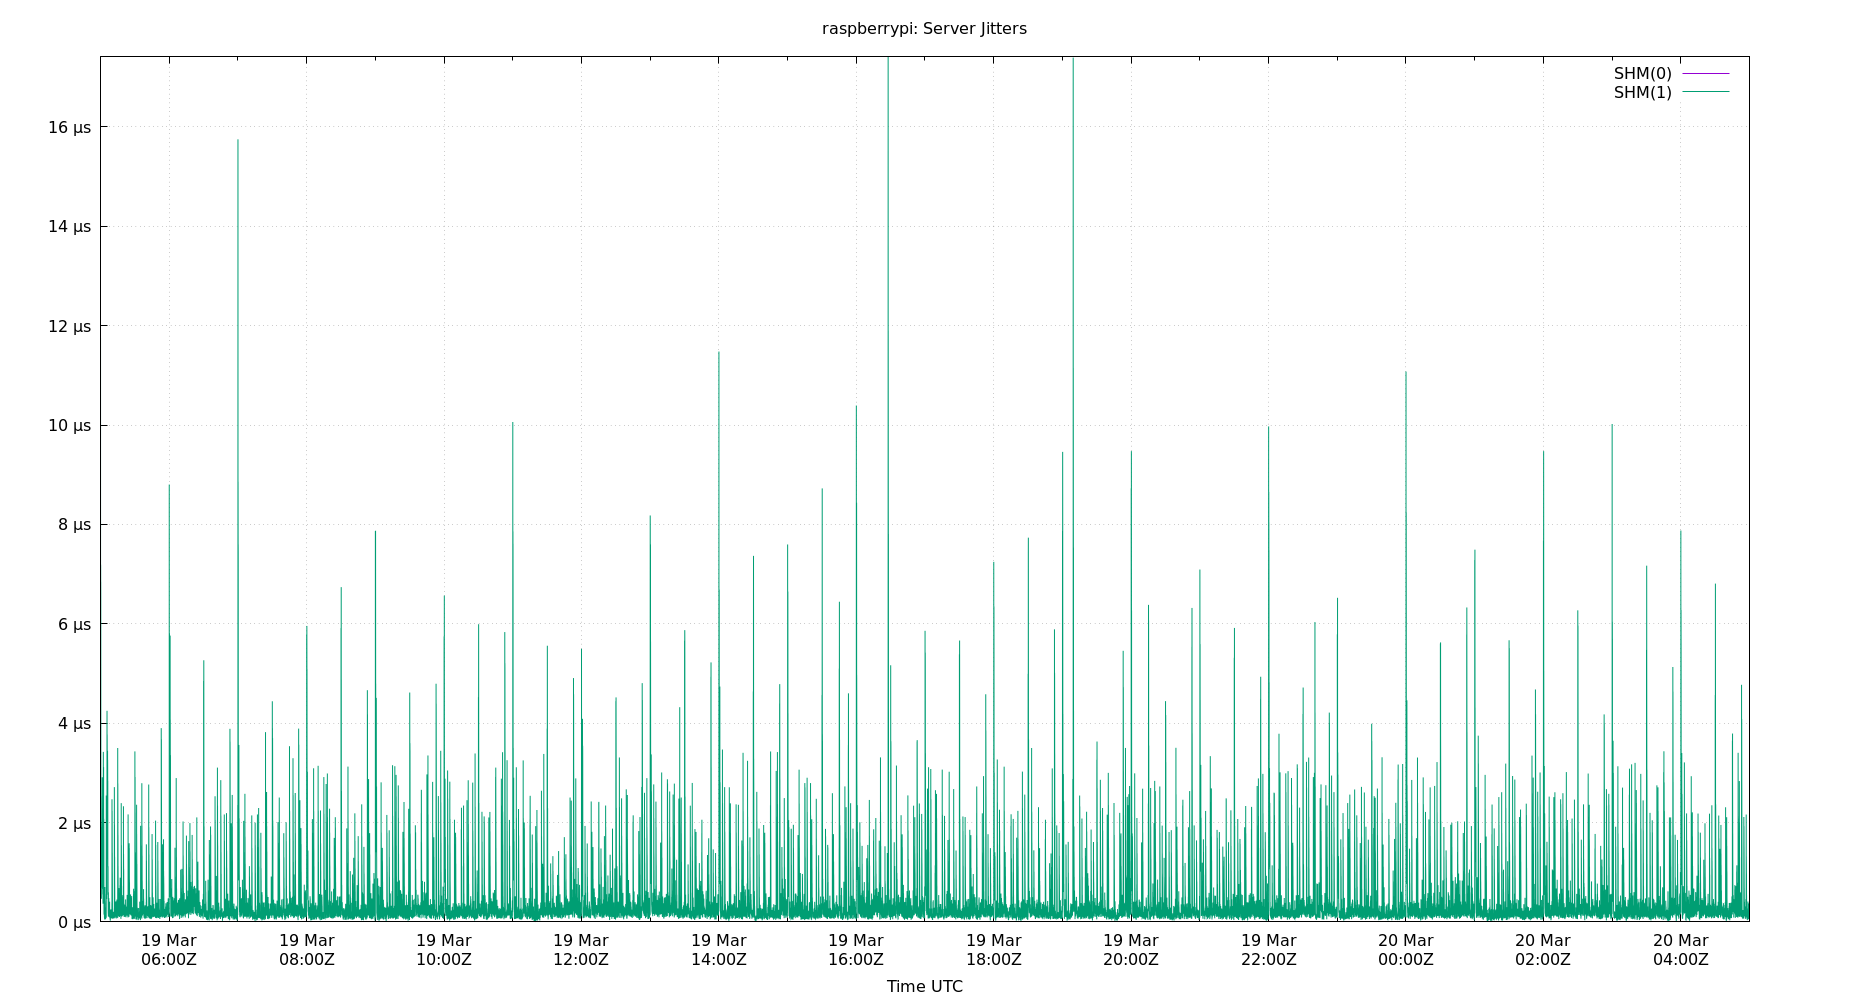 raspberrypi: Server Jitters
SHM(0)
SHM(1)
16 µs
14 µs
12 µs
10 µs
8 µs
6 µs
4 µs
2 µs
0 µs
19 Mar 19 Mar 19 Mar 19 Mar 19 Mar 19 Mar 19 Mar 19 Mar 19 Mar 20 Mar 20 Mar 20 Mar
06:00Z 08:00Z 10:00Z 12:00Z 14:00Z 16:00Z 18:00Z 20:00Z 22:00Z 00:00Z 02:00Z 04:00Z
Time UTC